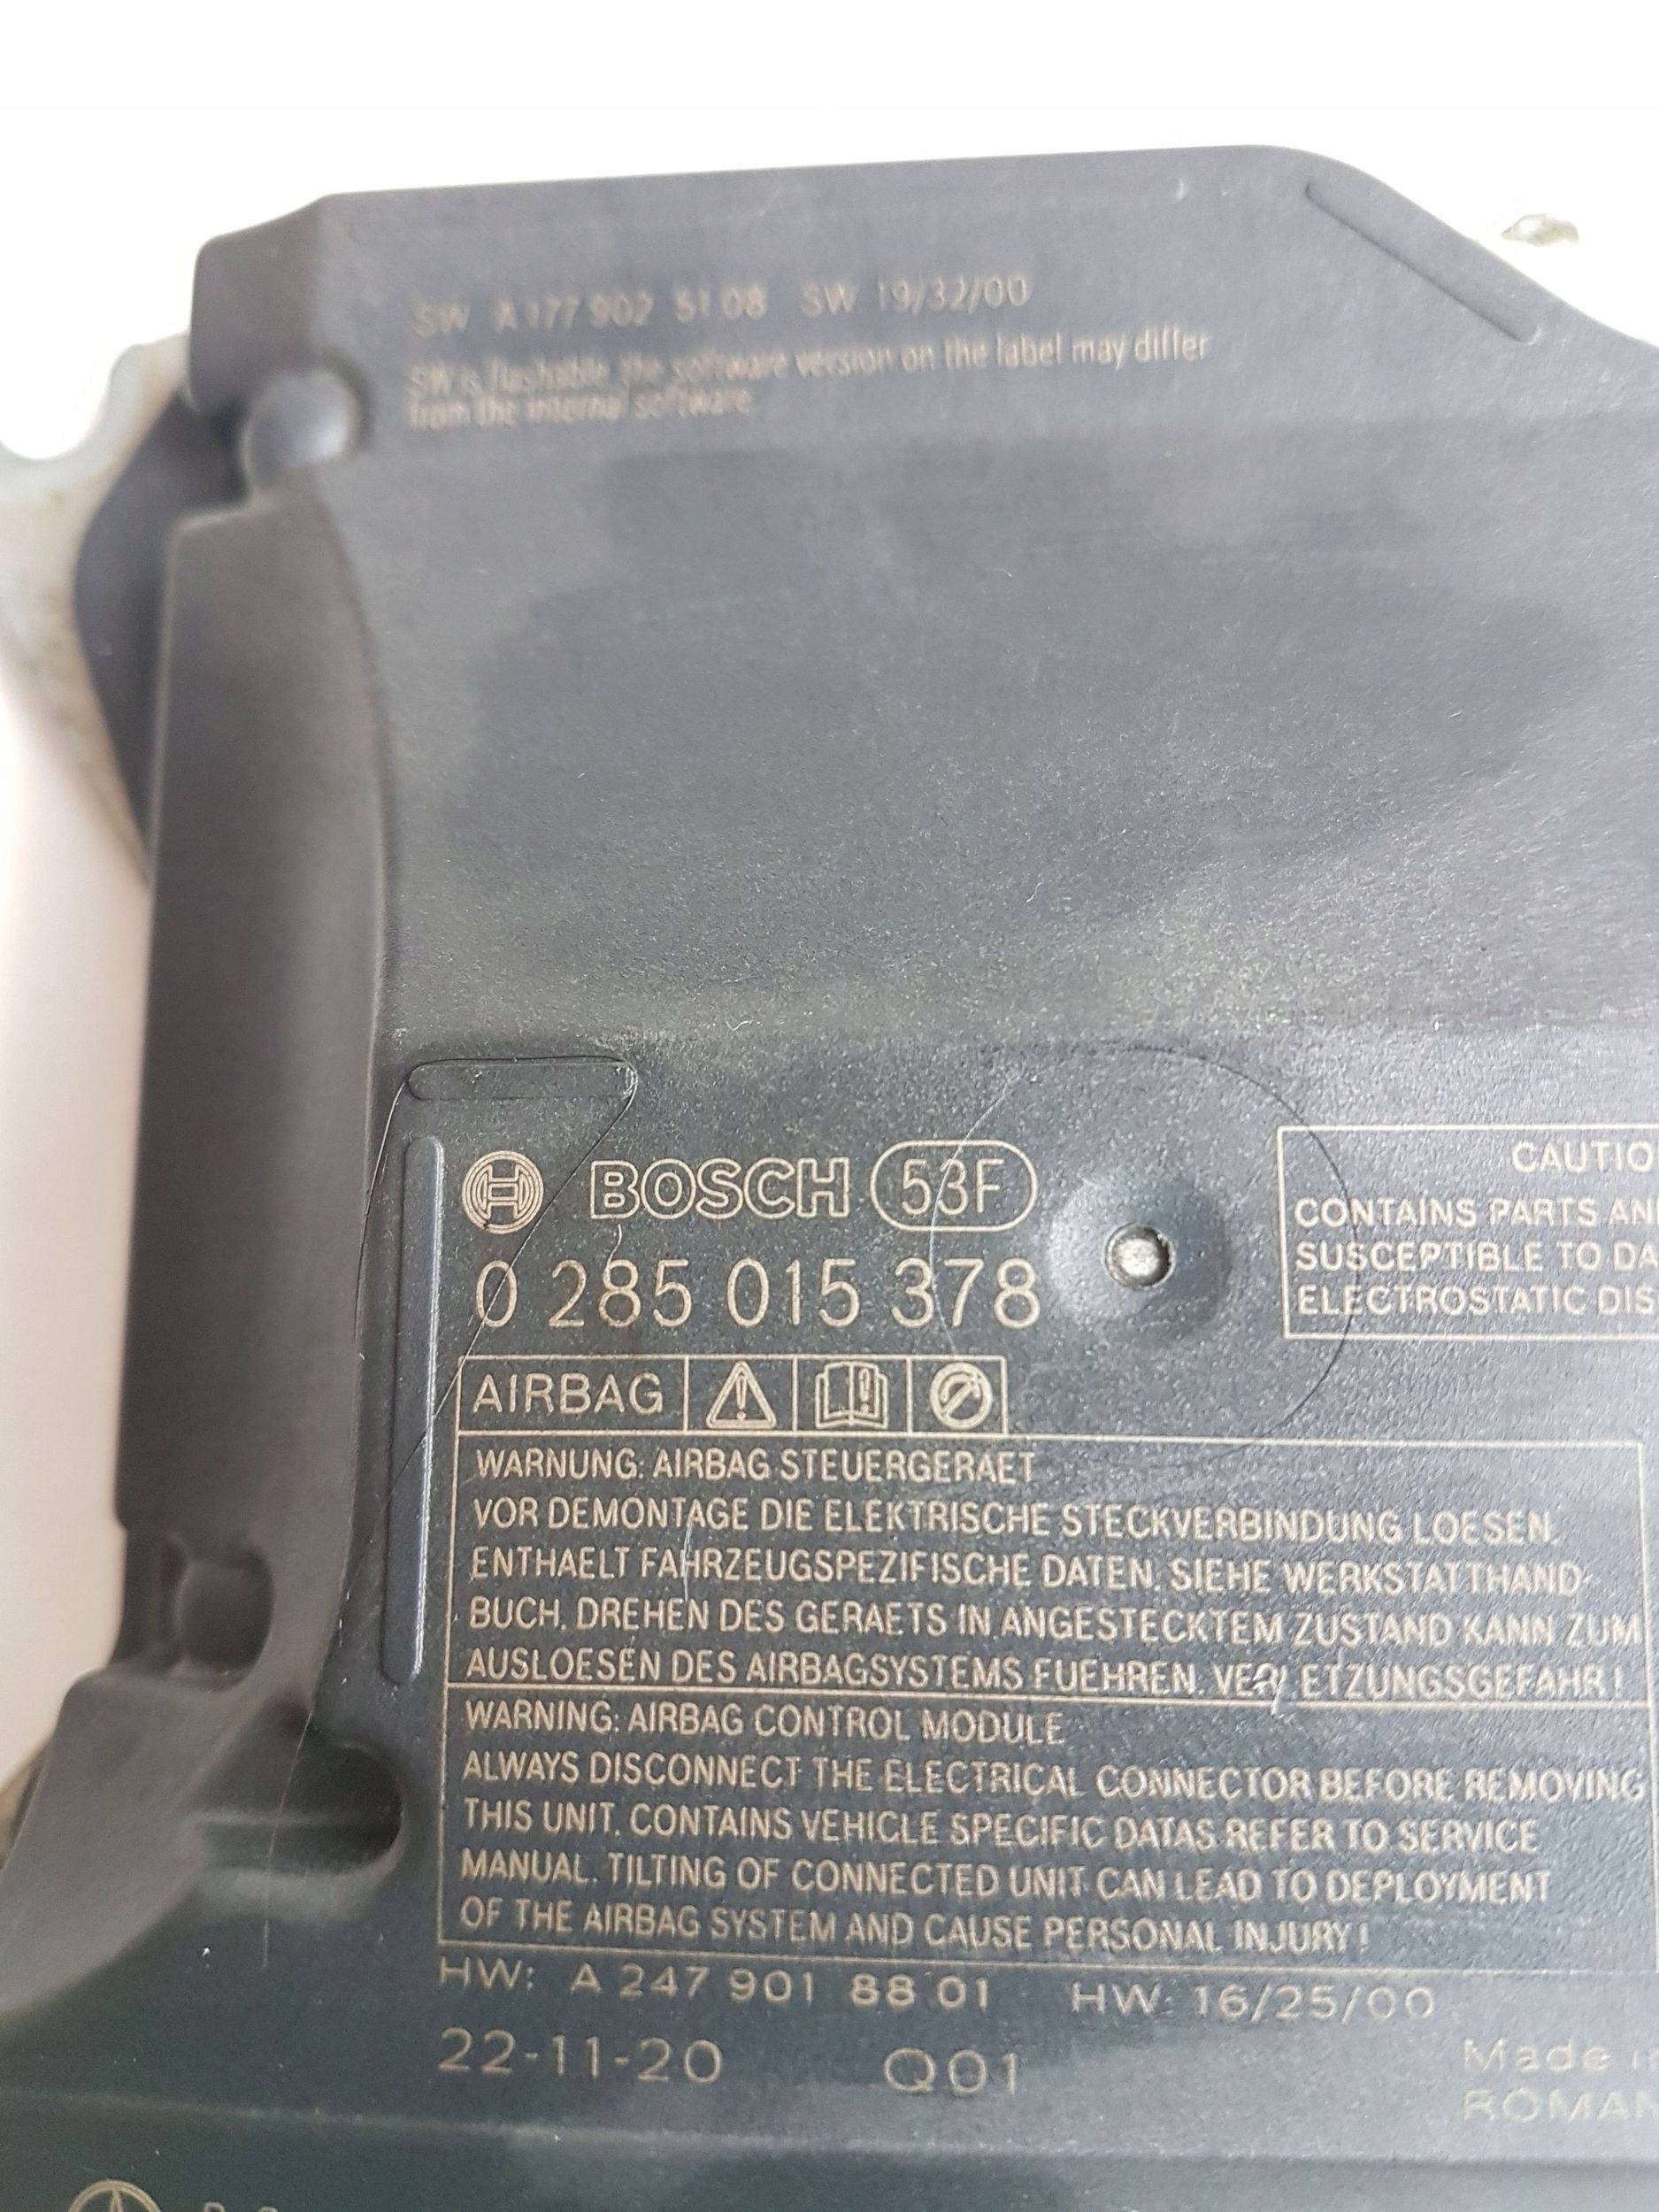 SW A 177 902 51 08 SW 19/32/00
SW is flashable, the software version on the label may differ
from the internal software
BOSCH 53F
0 285 015 378
CAUTIO
CONTAINS PARTS AN
SUSCEPTIBLE TO DA
ELECTROSTATIC DIS
AIRBAG
WARNUNG: AIRBAG STEUERGERAET
VOR DEMONTAGE DIE ELEKTRISCHE STECKVERBINDUNG LOESEN.
ENTHAELT FAHRZEUGSPEZIFISCHE DATEN. SIEHE WERKSTATTHAND-
BUCH. DREHEN DES GERAETS IN ANGESTECKTEM ZUSTAND KANN ZUM
AUSLOESEN DES AIRBAGSYSTEMS FUEHREN. VERLETZUNGSGEFAHR!
WARNING: AIRBAG CONTROL MODULE
ALWAYS DISCONNECT THE ELECTRICAL CONNECTOR BEFORE REMOVING
THIS UNIT. CONTAINS VEHICLE SPECIFIC DATAS REFER TO SERVICE
MANUAL. TILTING OF CONNECTED UNIT CAN LEAD TO DEPLOYMENT
OF THE AIRBAG SYSTEM AND CAUSE PERSONAL INJURY!
HW: A 247 901 88 01 HW: 16/25/00
22-11-20 Q01
Made in
ROMAN